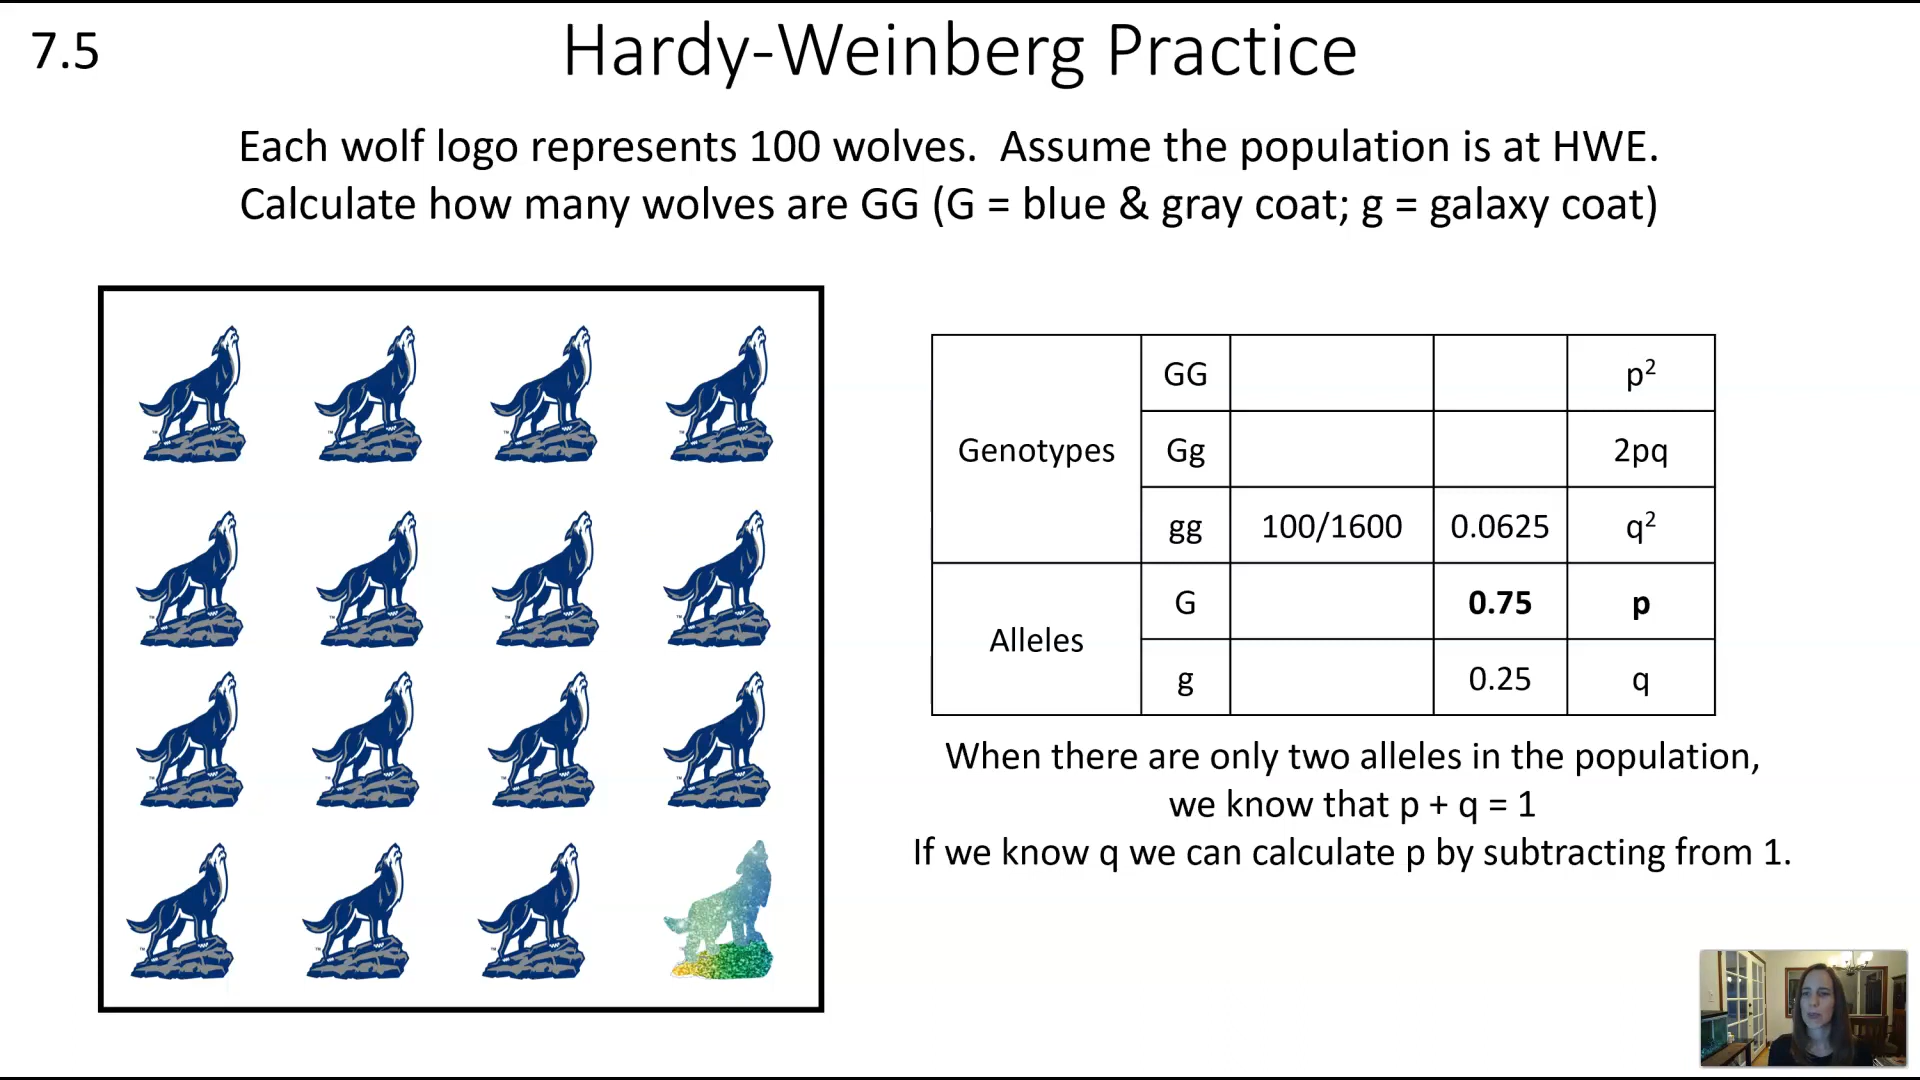 7.5
Hardy-Weinberg Practice
Each wolf logo represents 100 wolves.  Assume the population is at HWE.
Calculate how many wolves are GG (G = blue & gray coat; g = galaxy coat)
Genotypes
GG
p²
Gg
2pq
gg
100/1600
0.0625
q²
Alleles
G
0.75
p
g
0.25
q
When there are only two alleles in the population,
we know that p + q = 1
If we know q we can calculate p by subtracting from 1.